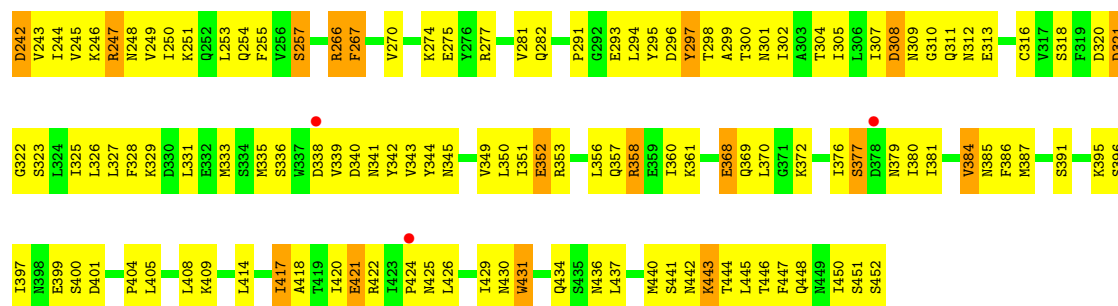 D242 V243 I244 V245 K246 R247 N248 V249 I250 K251 Q252 L253 Q254 F255 V256 S257 R266 F267 V270 K274 E275 Y276 R277 V281 Q282 P291 G292 E293 L294 Y295 D296 Y297 T298 A299 T300 N301 I302 A303 T304 I305 L306 I307 D308 N309 G310 Q311 N312 E313 C316 V317 S318 F319 D320 D321
G322 S323 L324 I325 L326 L327 F328 K329 D330 L331 E332 M333 S334 M335 S336 W337 D338 V339 D340 N341 Y342 V343 Y344 N345 V349 L350 I351 E352 R353 L356 Q357 R358 E359 I360 K361 E368 Q369 L370 G371 K372 I376 S377 D378 N379 I380 I381 V384 N385 F386 M387 S391 K395 S396
I397 N398 E399 S400 D401 P404 L405 L408 K409 L414 I417 A418 T419 I420 E421 R422 I423 P424 N425 L426 I429 N430 W431 Q434 S435 N436 L437 M440 S441 N442 K443 T444 L445 T446 F447 Q448 N449 I450 S451 S452